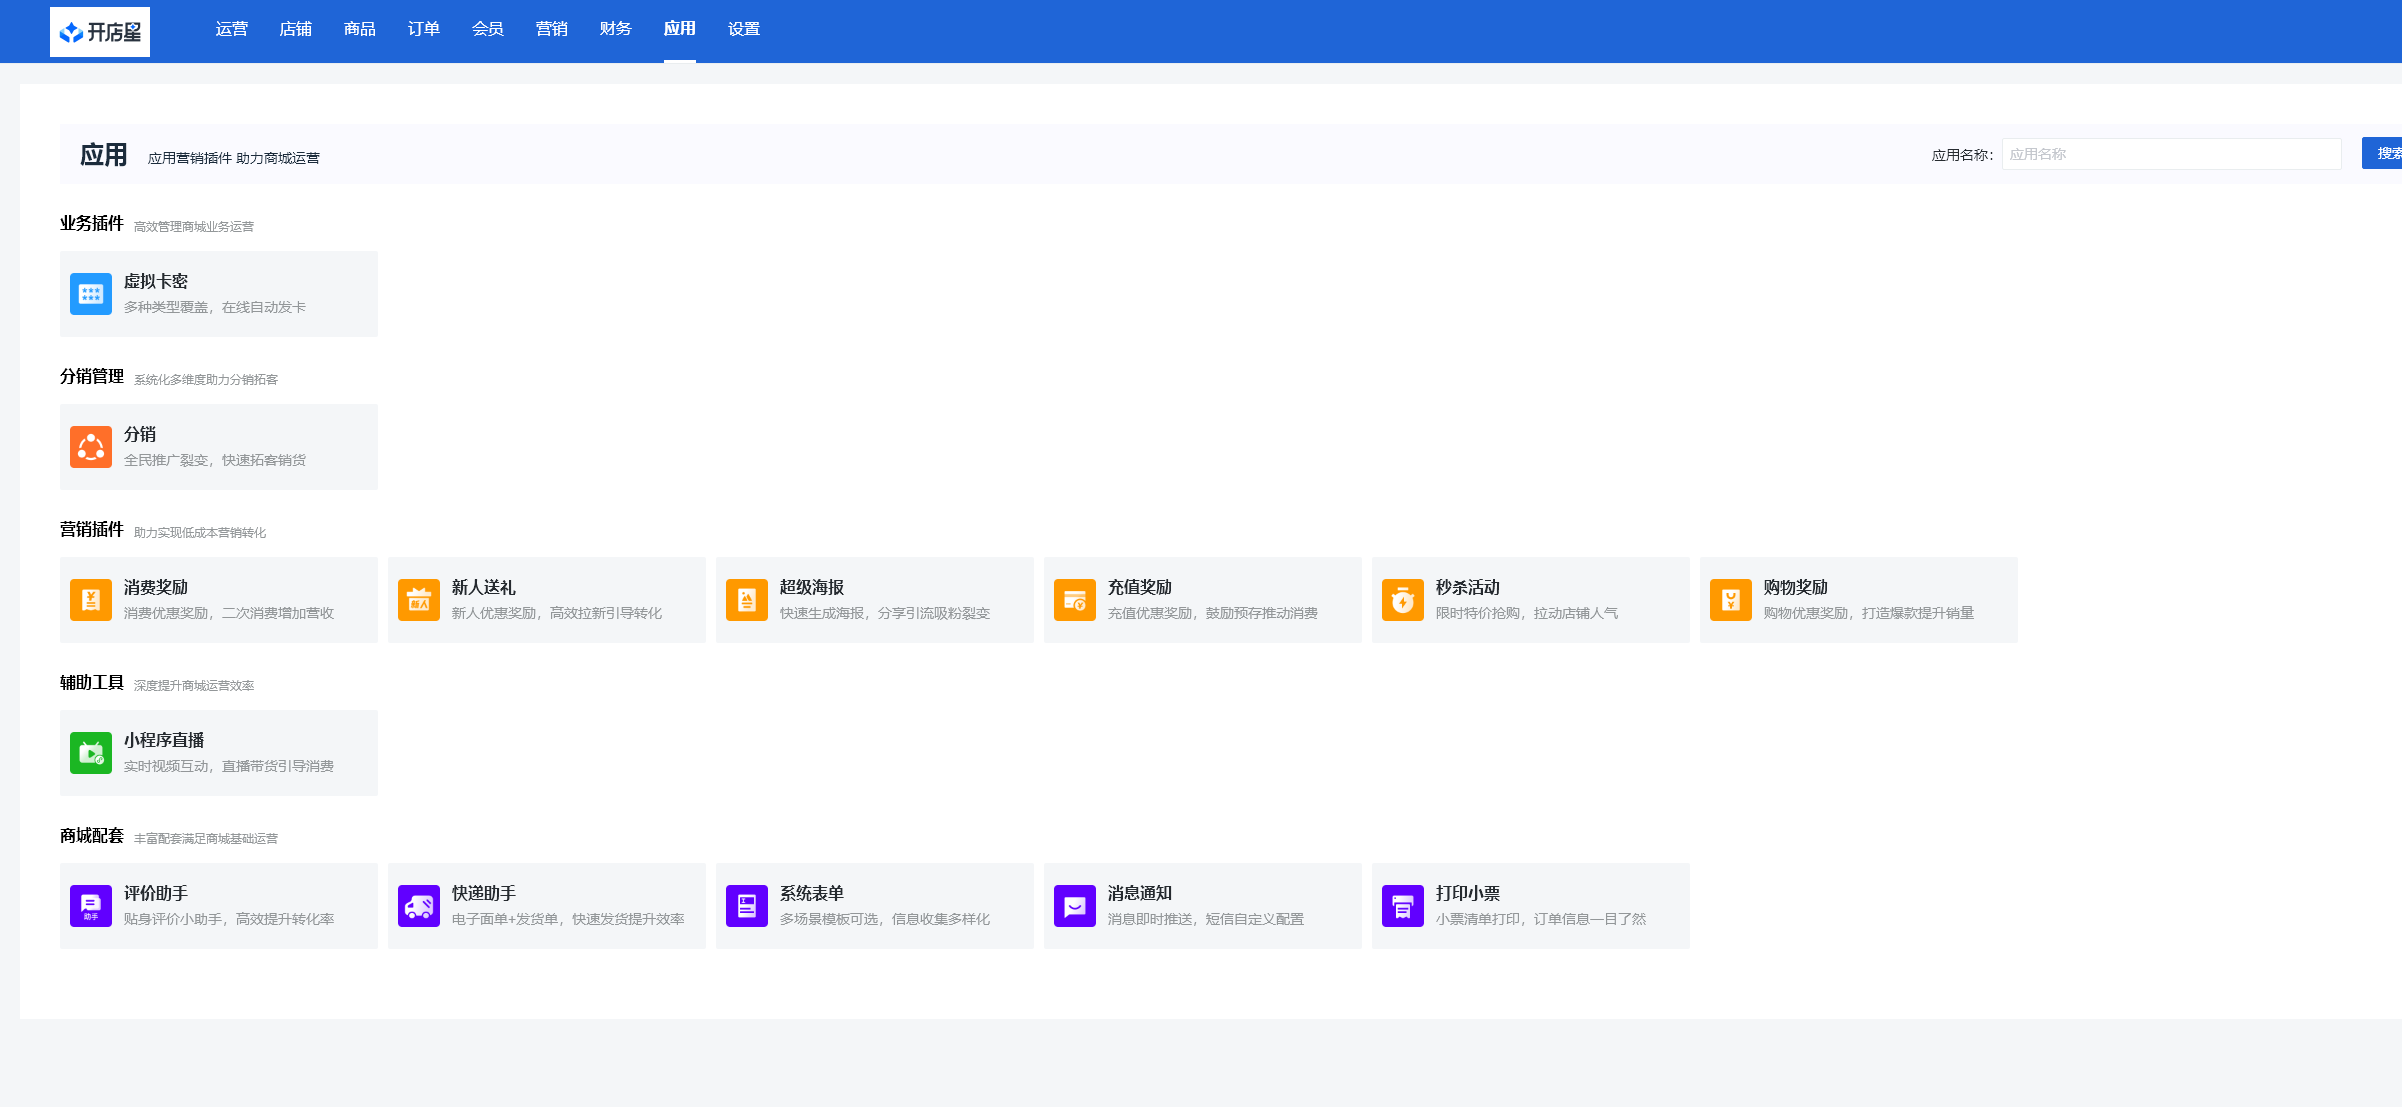 开店星 运营 店铺 商品 订单 会员 营销 财务 应用 设置
应用 应用营销插件 助力商城运营 应用名称: 应用名称 搜索
业务插件 高效管理商城业务运营
虚拟卡密
多种类型覆盖，在线自动发卡
分销管理 系统化多维度助力分销拓客
分销
全民推广裂变，快速拓客销货
营销插件 助力实现低成本营销转化
消费奖励
消费优惠奖励，二次消费增加营收
新人
新人送礼
新人优惠奖励，高效拉新引导转化
超级海报
快速生成海报，分享引流吸粉裂变
充值奖励
充值优惠奖励，鼓励预存推动消费
秒杀活动
限时特价抢购，拉动店铺人气
购物奖励
购物优惠奖励，打造爆款提升销量
辅助工具 深度提升商城运营效率
小程序直播
实时视频互动，直播带货引导消费
商城配套 丰富配套满足商城基础运营
助手
评价助手
贴身评价小助手，高效提升转化率
快递助手
电子面单+发货单，快速发货提升效率
系统表单
多场景模板可选，信息收集多样化
消息通知
消息即时推送，短信自定义配置
打印小票
小票清单打印，订单信息一目了然